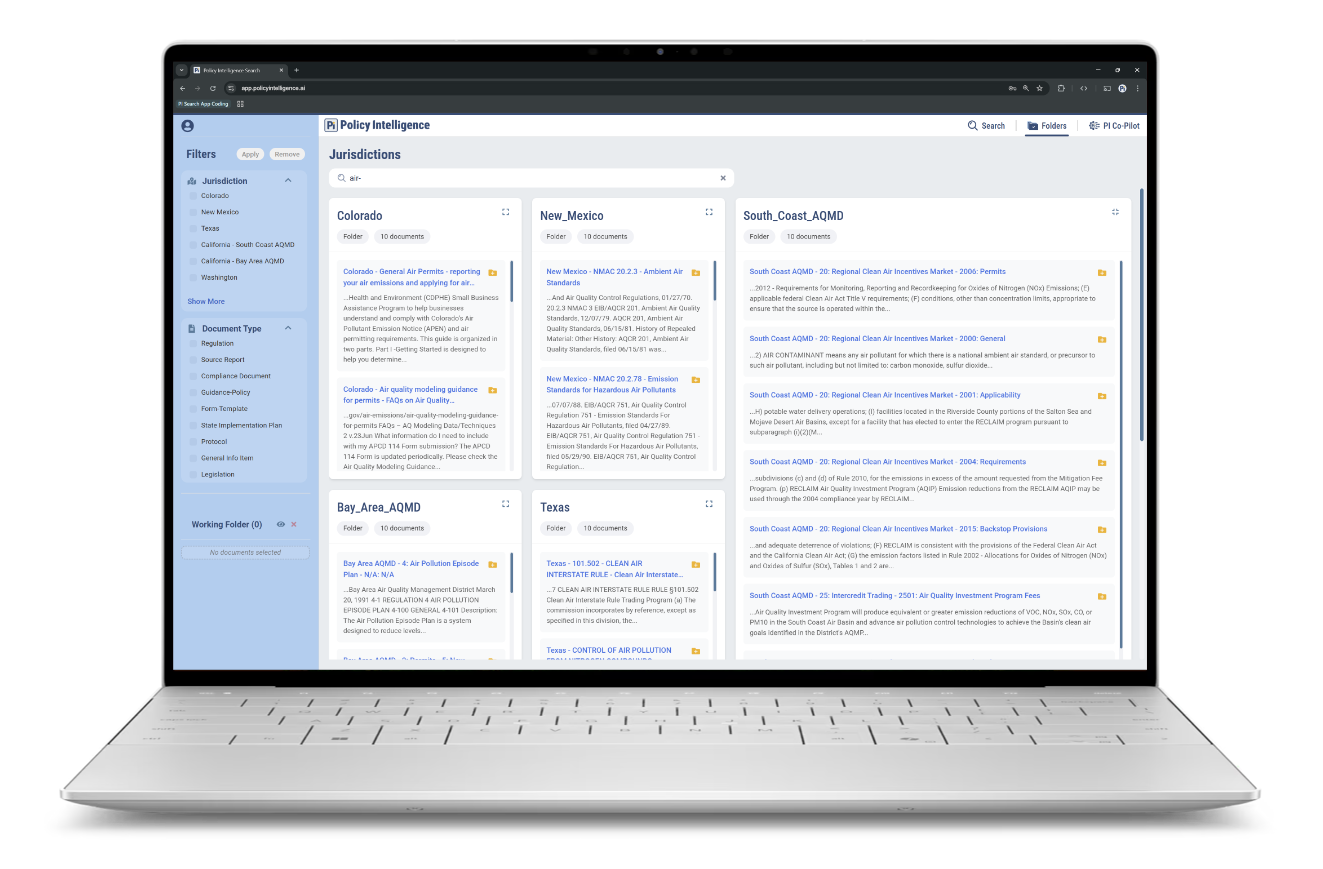 Policy Intelligence Search
app.policyintelligence.ai
Pi Search App Coding
Pi Policy Intelligence
Search
Folders
PI Co-Pilot
Filters
Apply
Remove
Jurisdiction
Colorado
New Mexico
Texas
California - South Coast AQMD
California - Bay Area AQMD
Washington
Show More
Document Type
Regulation
Source Report
Compliance Document
Guidance-Policy
Form-Template
State Implementation Plan
Protocol
General Info Item
Legislation
Working Folder (0)
No documents selected
Jurisdictions
air-
Colorado
Folder
10 documents
Colorado - General Air Permits - reporting
your air emissions and applying for air...
...Health and Environment (CDPHE) Small Business
Assistance Program to help businesses
understand and comply with Colorado's Air
Pollutant Emission Notice (APEN) and air
permitting requirements. This guide is organized in
two parts. Part I -Getting Started is designed to
help you determine...
Colorado - Air quality modeling guidance
for permits - FAQs on Air Quality...
...gov/air-emissions/air-quality-modeling-guidance-
for permits FAQs – AQ Modeling Data/Techniques
2 v.23Jun What information do I need to include
with my APCD 114 Form submission? The APCD
114 Form is updated periodically. Please check the
Air Quality Modeling Guidance...
New_Mexico
Folder
10 documents
New Mexico - NMAC 20.2.3 - Ambient Air
Standards
...And Air Quality Control Regulations, 01/27/70.
20.2.3 NMAC 3 EIB/AQCR 201, Ambient Air Quality
Standards, 12/07/79. AQCR 201, Ambient Air
Quality Standards, 06/15/81. History of Repealed
Material: Other History: AQCR 201, Ambient Air
Quality Standards, filed 06/15/81 was...
New Mexico - NMAC 20.2.78 - Emission
Standards for Hazardous Air Pollutants
...07/07/88. EIB/AQCR 751, Air Quality Control
Regulation 751 - Emission Standards For
Hazardous Air Pollutants, filed 04/27/89.
EIB/AQCR 751, Air Quality Control Regulation 751 -
Emission Standards For Hazardous Air Pollutants,
filed 05/29/90. EIB/AQCR 751, Air Quality Control
Regulation...
South_Coast_AQMD
Folder
10 documents
South Coast AQMD - 20: Regional Clean Air Incentives Market - 2006: Permits
...2012 - Requirements for Monitoring, Reporting and Recordkeeping for Oxides of Nitrogen (NOx) Emissions; (E)
applicable federal Clean Air Act Title V requirements; (F) conditions, other than concentration limits, appropriate to
ensure that the source is operated within the...
South Coast AQMD - 20: Regional Clean Air Incentives Market - 2000: General
...2) AIR CONTAMINANT means any air pollutant for which there is a national ambient air standard, or precursor to
such air pollutant, including but not limited to: carbon monoxide, sulfur dioxide...
South Coast AQMD - 20: Regional Clean Air Incentives Market - 2001: Applicability
...H) potable water delivery operations; (I) facilities located in the Riverside County portions of the Salton Sea and
Mojave Desert Air Basins, except for a facility that has elected to enter the RECLAIM program pursuant to
subparagraph (i)(2)(M...
South Coast AQMD - 20: Regional Clean Air Incentives Market - 2004: Requirements
...subdivisions (c) and (d) of Rule 2010, for the emissions in excess of the amount requested from the Mitigation Fee
Program. (p) RECLAIM Air Quality Investment Program (AQIP) Emission reductions from the RECLAIM AQIP may be
used through the 2004 compliance year by RECLAIM...
South Coast AQMD - 20: Regional Clean Air Incentives Market - 2015: Backstop Provisions
...and adequate deterrence of violations; (F) RECLAIM is consistent with the provisions of the Federal Clean Air Act
and the California Clean Air Act; (G) the emission factors listed in Rule 2002 - Allocations for Oxides of Nitrogen (NOx)
and Oxides of Sulfur (SOx), Tables 1 and 2 are...
South Coast AQMD - 25: Intercredit Trading - 2501: Air Quality Investment Program Fees
...Air Quality Investment Program will produce equivalent or greater emission reductions of VOC, NOx, SOx, CO, or
PM10 in the South Coast Air Basin and advance air pollution control technologies to achieve the Basin's clean air
goals identified in the District's AQMP...
Bay_Area_AQMD
Folder
10 documents
Bay Area AQMD - 4: Air Pollution Episode
Plan - N/A: N/A
...Bay Area Air Quality Management District March
20, 1991 4-1 REGULATION 4 AIR POLLUTION
EPISODE PLAN 4-100 GENERAL 4-101 Description:
The Air Pollution Episode Plan is a system
designed to reduce levels...
Texas
Folder
10 documents
Texas - 101.502 - CLEAN AIR
INTERSTATE RULE - Clean Air Interstate...
...7 CLEAN AIR INTERSTATE RULE RULE §101.502
Clean Air Interstate Rule Trading Program (a) The
commission incorporates by reference, except as
specified in this division, the...
Texas - CONTROL OF AIR POLLUTION